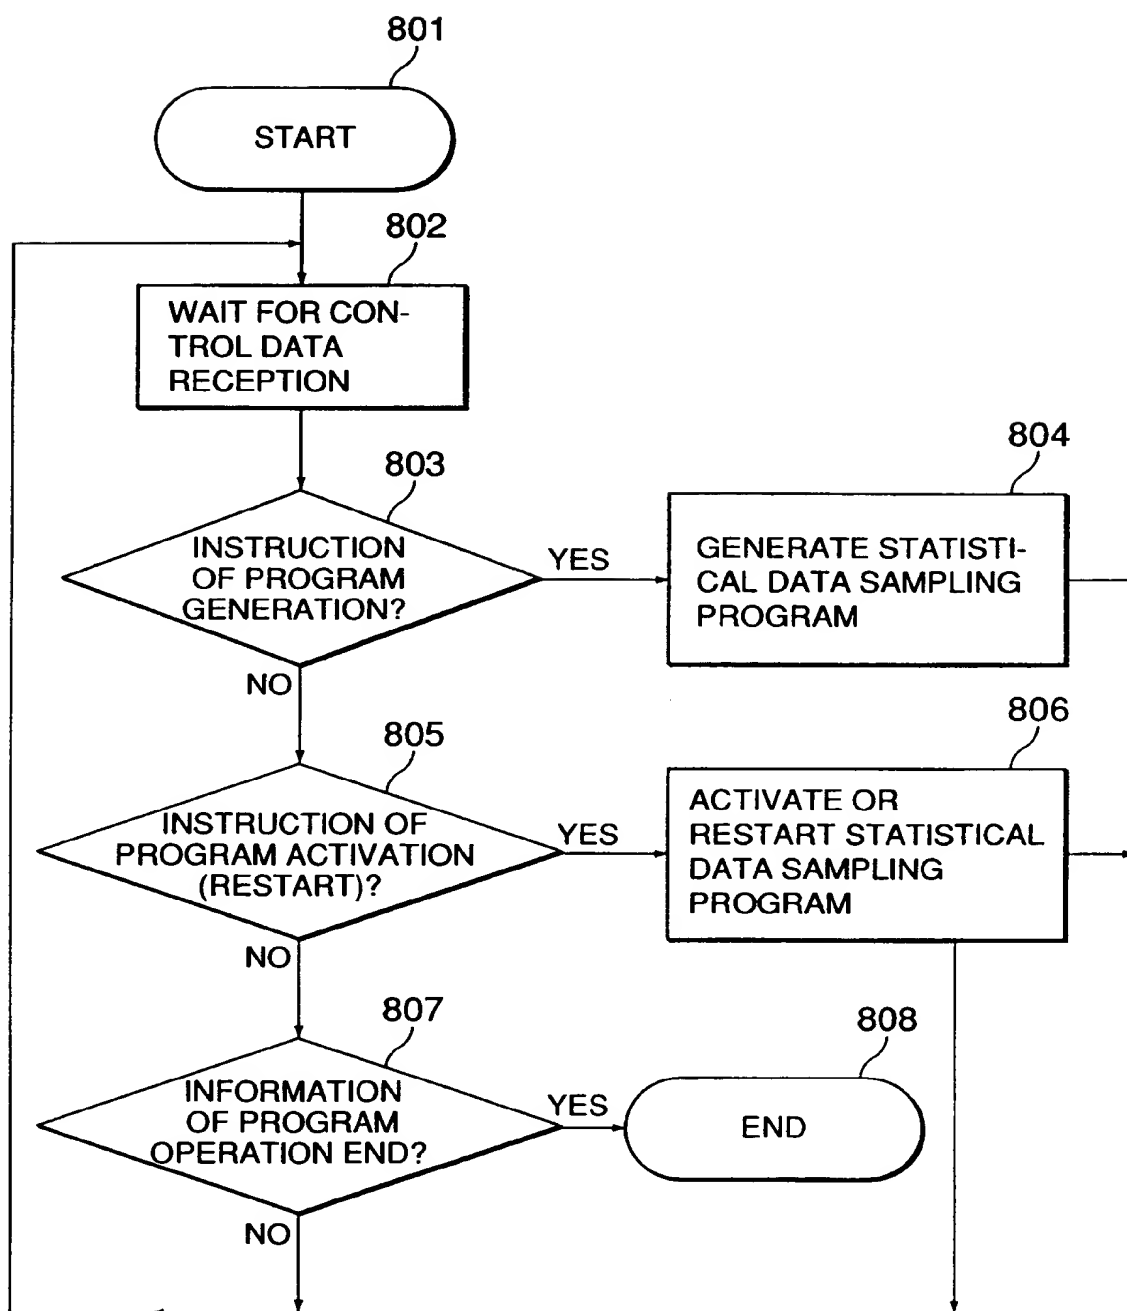 801
START
802
WAIT FOR CON-
TROL DATA
RECEPTION
803
INSTRUCTION
OF PROGRAM
GENERATION?
YES
NO
804
GENERATE STATISTI-
CAL DATA SAMPLING
PROGRAM
805
INSTRUCTION OF
PROGRAM ACTIVATION
(RESTART)?
YES
NO
806
ACTIVATE OR
RESTART STATISTICAL
DATA SAMPLING
PROGRAM
807
INFORMATION
OF PROGRAM
OPERATION END?
YES
NO
808
END